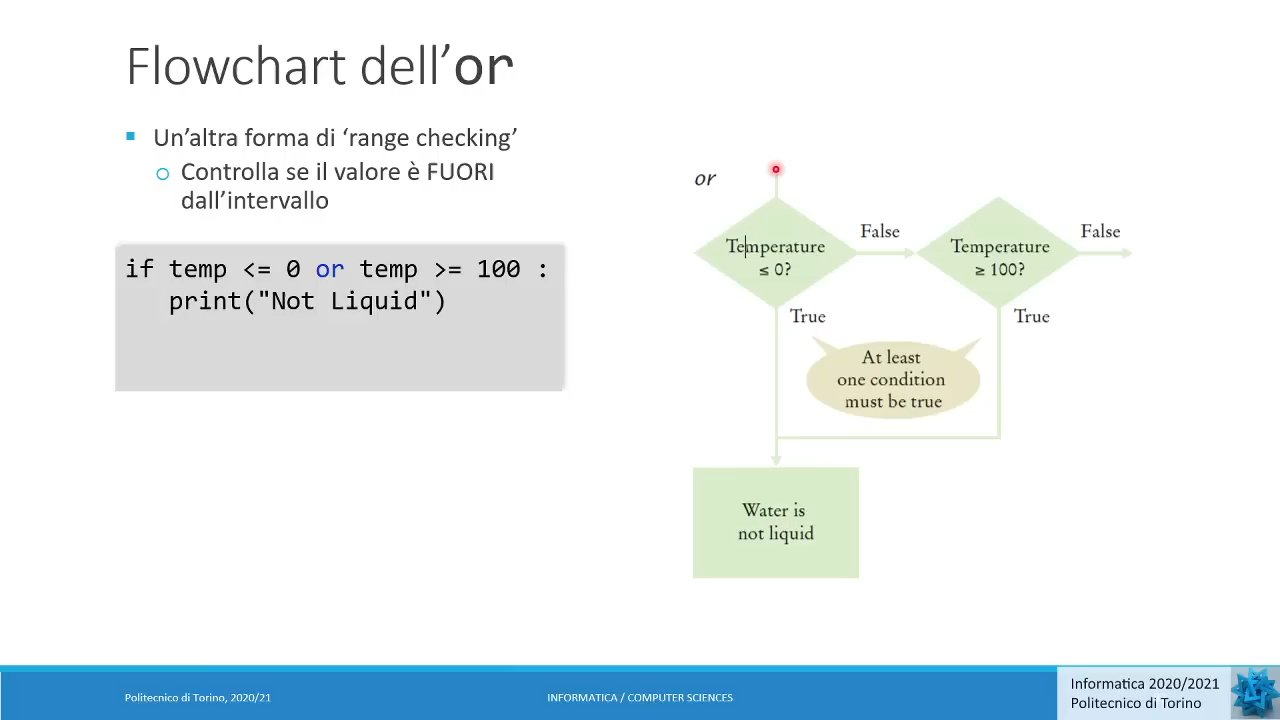 Flowchart dell’or
Un’altra forma di ‘range checking’
Controlla se il valore è FUORI
dall’intervallo
if temp <= 0 or temp >= 100 :
print("Not Liquid")
or
Temperature
≤ 0?
False
True
Temperature
≥ 100?
False
True
At least
one condition
must be true
Water is
not liquid
Politecnico di Torino, 2020/21
INFORMATICA / COMPUTER SCIENCES
Informatica 2020/2021
Politecnico di Torino